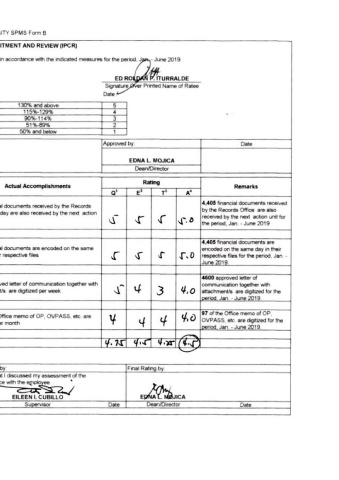 ITY SPMS Form B
ITMENT AND REVIEW (IPCR)
in accordance with the indicated measures for the period, Jan. - June 2019
ED ROLDAN P. ITURRALDE
Signature Over Printed Name of Ratee
Date
130% and above 5
115%-129% 4
90%-114% 3
51%-89% 2
50% and below 1
Approved by: Date
EDNA L. MOJICA
Dean/Director
Actual Accomplishments Rating Remarks
Q¹ E² T³ A⁴
al documents received by the Records
day are also received by the next action
5 5 5 5.0
4,405 financial documents received
by the Records Office are also
received by the next action unit for
the period, Jan. - June 2019
al documents are encoded on the same
respective files
5 5 5 5.0
4,405 financial documents are
encoded on the same day in their
respective files for the period, Jan. -
June 2019.
ved letter of communication together with
t/s are digitized per week
5 4 3 4.0
4609 approved letter of
communication together with
attachment/s are digitized for the
period, Jan. - June 2019.
Office memo of OP, OVPASS, etc. are
e month
4 4 4 4.0
97 of the Office memo of OP,
OVPASS, etc. are digitized for the
period, Jan. - June 2019.
4.75 4.5 4.25 4.5
by: Final Rating by:
at I discussed my assessment of the
ce with the employee
EILEEN I. CUBILLO EDNA L. MOJICA
Supervisor Date Dean/Director Date